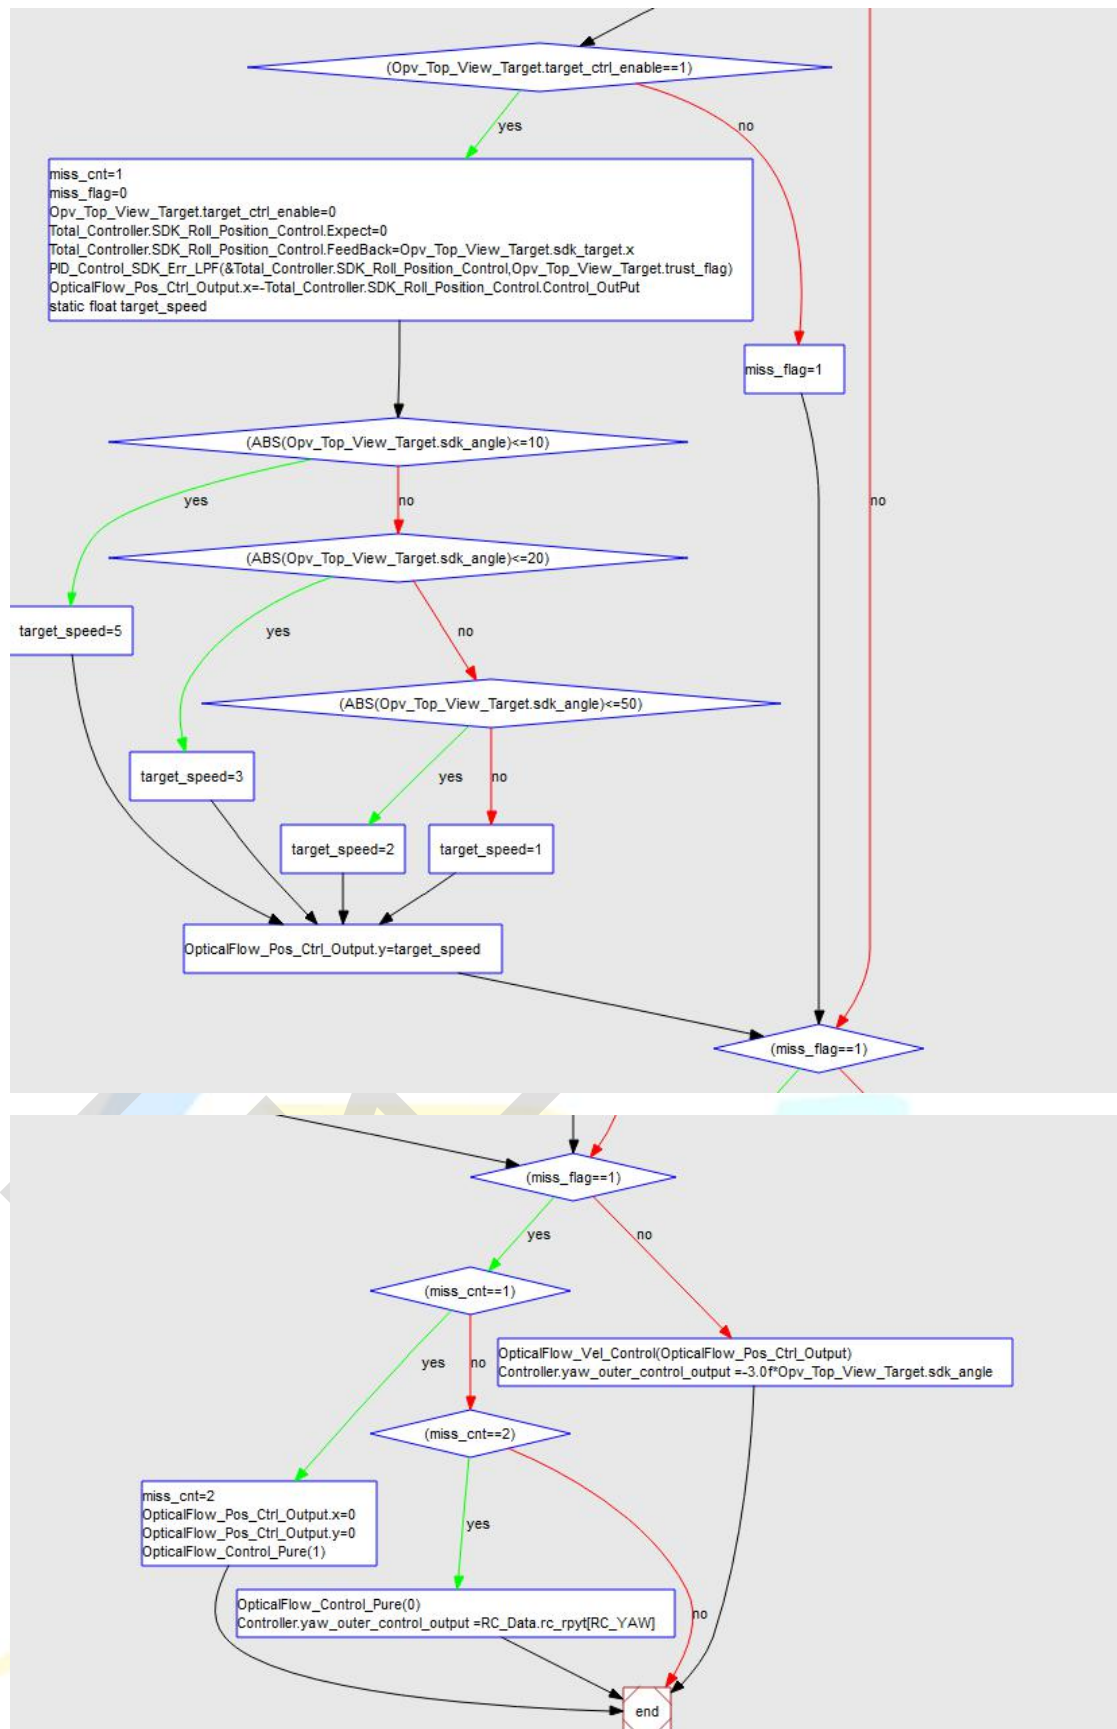 (Opv_Top_View_Target.target_ctrl_enable==1)
yes
no
miss_cnt=1
miss_flag=0
Opv_Top_View_Target.target_ctrl_enable=0
Total_Controller.SDK_Roll_Position_Control.Expect=0
Total_Controller.SDK_Roll_Position_Control.FeedBack=Opv_Top_View_Target.sdk_target.x
PID_Control_SDK_Err_LPF(&Total_Controller.SDK_Roll_Position_Control,Opv_Top_View_Target.trust_flag)
OpticalFlow_Pos_Ctrl_Output.x=-Total_Controller.SDK_Roll_Position_Control.Control_OutPut
static float target_speed
miss_flag=1
(ABS(Opv_Top_View_Target.sdk_angle)<=10)
yes
no
no
(ABS(Opv_Top_View_Target.sdk_angle)<=20)
target_speed=5
yes
no
(ABS(Opv_Top_View_Target.sdk_angle)<=50)
target_speed=3
yes
no
target_speed=2
target_speed=1
OpticalFlow_Pos_Ctrl_Output.y=target_speed
(miss_flag==1)
(miss_flag==1)
yes
no
(miss_cnt==1)
OpticalFlow_Vel_Control(OpticalFlow_Pos_Ctrl_Output)
Controller.yaw_outer_control_output =-3.0f*Opv_Top_View_Target.sdk_angle
yes
no
(miss_cnt==2)
miss_cnt=2
OpticalFlow_Pos_Ctrl_Output.x=0
OpticalFlow_Pos_Ctrl_Output.y=0
OpticalFlow_Control_Pure(1)
yes
OpticalFlow_Control_Pure(0)
Controller.yaw_outer_control_output =RC_Data.rc_rpyt[RC_YAW]
no
end